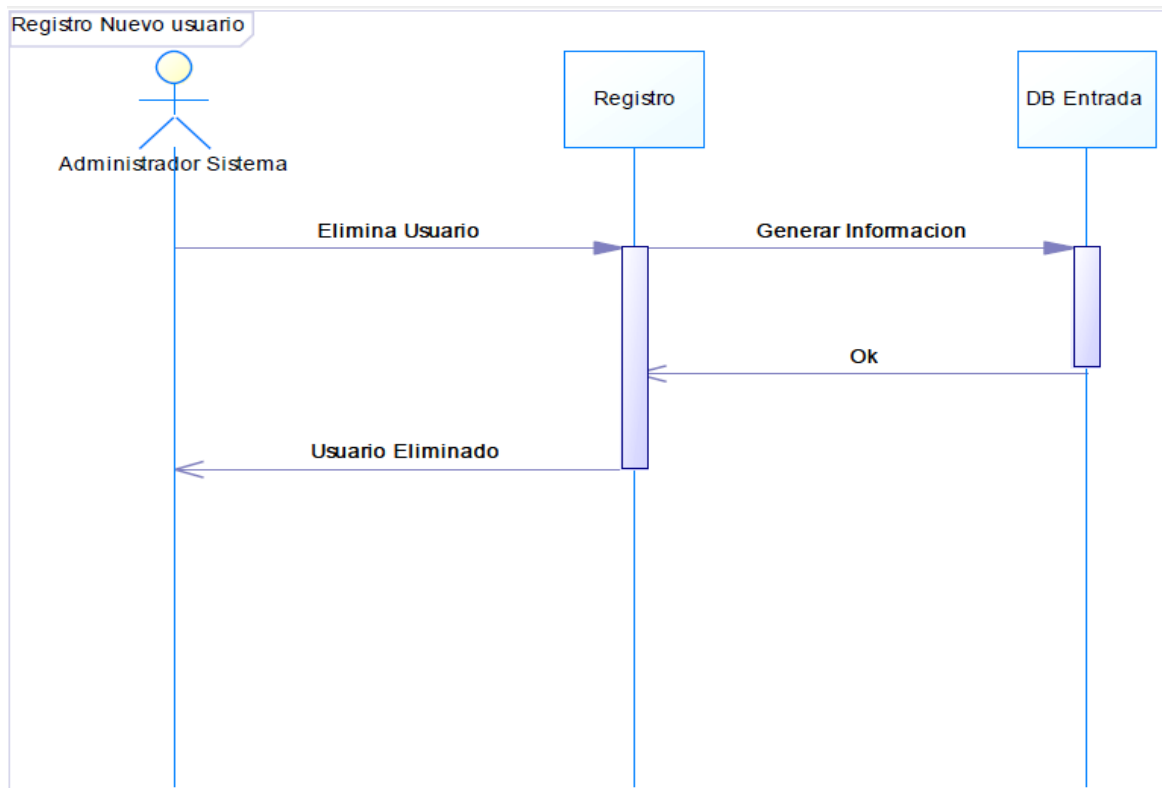 Registro Nuevo usuario
Administrador Sistema
Registro
DB Entrada
Elimina Usuario
Generar Informacion
Ok
Usuario Eliminado